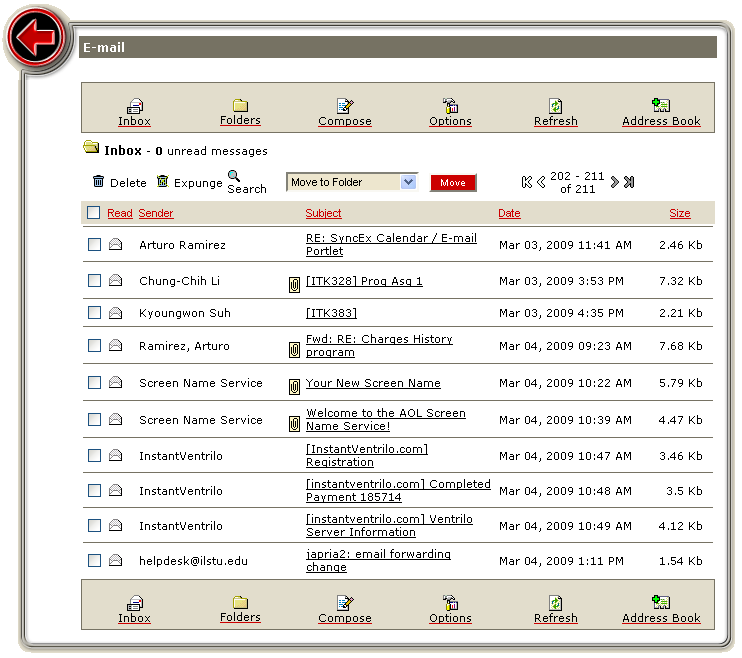 E-mail
Inbox Folders Compose Options Refresh Address Book
Inbox - 0 unread messages
Delete Expunge Search Move to Folder Move 202 - 211 of 211
Read Sender Subject Date Size
Arturo Ramirez RE: SyncEx Calendar / E-mail Portlet Mar 03, 2009 11:41 AM 2.46 Kb
Chung-Chih Li [ITK328] Prog Asg 1 Mar 03, 2009 3:53 PM 7.32 Kb
Kyoungwon Suh [ITK383] Mar 03, 2009 4:35 PM 2.21 Kb
Ramirez, Arturo Fwd: RE: Charges History program Mar 04, 2009 09:23 AM 7.68 Kb
Screen Name Service Your New Screen Name Mar 04, 2009 10:22 AM 5.79 Kb
Screen Name Service Welcome to the AOL Screen Name Service! Mar 04, 2009 10:39 AM 4.47 Kb
InstantVentrilo [InstantVentrilo.com] Registration Mar 04, 2009 10:47 AM 3.46 Kb
InstantVentrilo [instantventrilo.com] Completed Payment 185714 Mar 04, 2009 10:48 AM 3.5 Kb
InstantVentrilo [instantventrilo.com] Ventrilo Server Information Mar 04, 2009 10:49 AM 4.12 Kb
helpdesk@ilstu.edu japria2: email forwarding change Mar 04, 2009 1:11 PM 1.54 Kb
Inbox Folders Compose Options Refresh Address Book